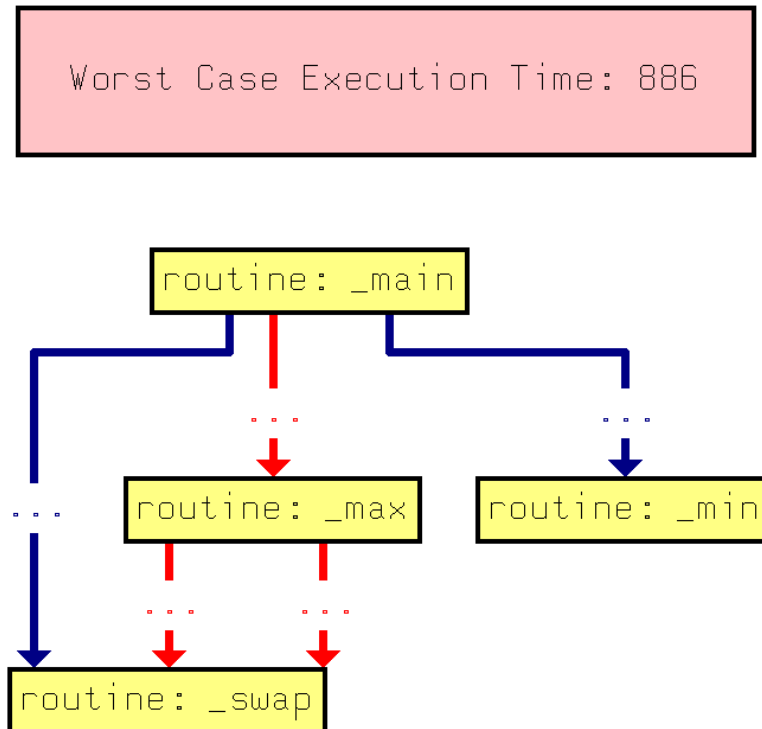 Worst Case Execution Time: 886
routine: _main
. . .
. . .
routine: _max
routine: _min
. . .
. . .
. . .
routine: _swap